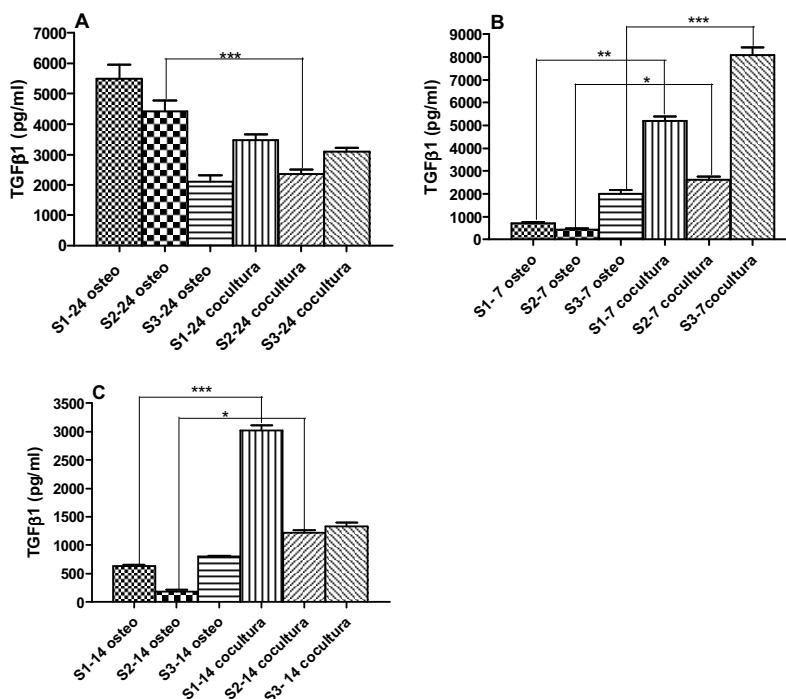 A
TGFβ1 (pg/ml)
7000
6000
5000
4000
3000
2000
1000
0
***
S1-24 osteo
S2-24 osteo
S3-24 osteo
S1-24 cocultura
S2-24 cocultura
S3-24 cocultura
B
TGFβ1 (pg/ml)
9000
8000
7000
6000
5000
4000
3000
2000
1000
0
***
**
*
S1-7 osteo
S2-7 osteo
S3-7 osteo
S1-7 cocultura
S2-7 cocultura
S3-7cocultura
C
TGFβ1 (pg/ml)
3500
3000
2500
2000
1500
1000
500
0
***
*
S1-14 osteo
S2-14 osteo
S3-14 osteo
S1-14 cocultura
S2-14 cocultura
S3- 14 cocultura